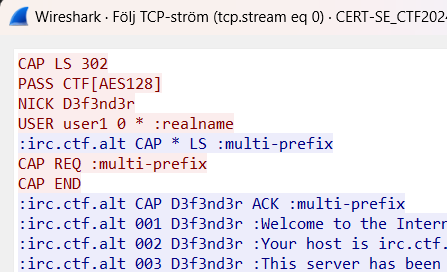 Wireshark · Följ TCP-ström (tcp.stream eq 0) · CERT-SE_CTF202
CAP LS 302
PASS CTF[AES128]
NICK D3f3nd3r
USER user1 0 * :realname
:irc.ctf.alt CAP * LS :multi-prefix
CAP REQ :multi-prefix
CAP END
:irc.ctf.alt CAP D3f3nd3r ACK :multi-prefix
:irc.ctf.alt 001 D3f3nd3r :Welcome to the Intern
:irc.ctf.alt 002 D3f3nd3r :Your host is irc.ctf.
:irc.ctf.alt 003 D3f3nd3r :This server has been